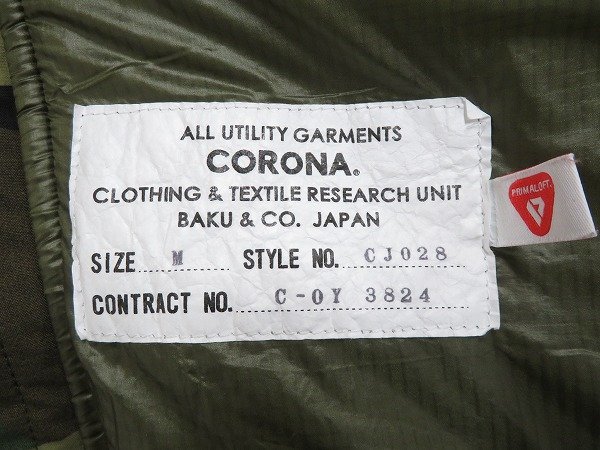 ALL UTILITY GARMENTS
CORONA®
CLOTHING & TEXTILE RESEARCH UNIT
BAKU & CO. JAPAN
SIZE M STYLE NO. CJ028
CONTRACT NO. C-OY 3824
PRIMALOFT